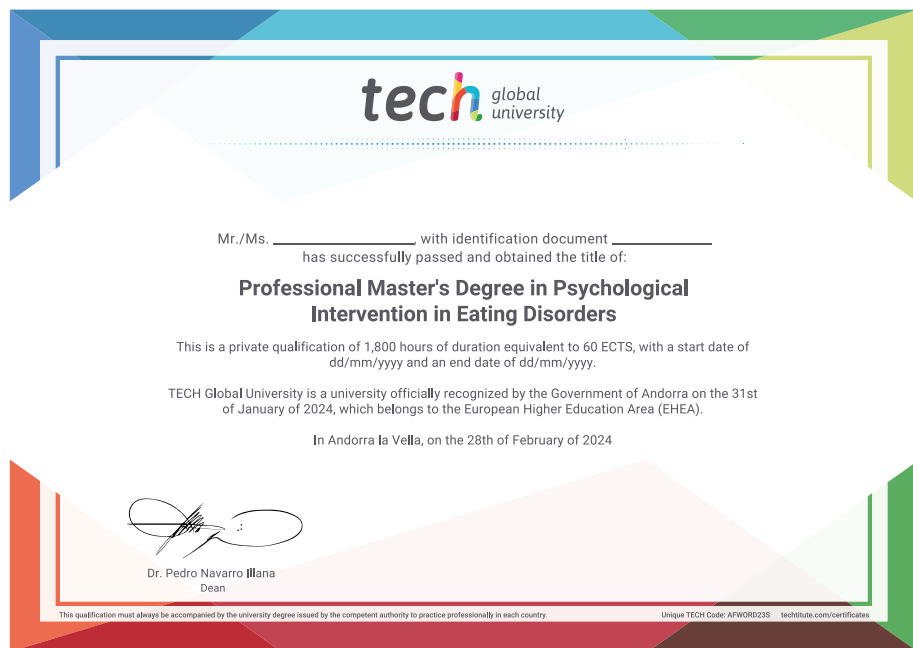 tech global university
Mr./Ms. ____________, with identification document ____________
has successfully passed and obtained the title of:
Professional Master's Degree in Psychological
Intervention in Eating Disorders
This is a private qualification of 1,800 hours of duration equivalent to 60 ECTS, with a start date of
dd/mm/yyyy and an end date of dd/mm/yyyy.
TECH Global University is a university officially recognized by the Government of Andorra on the 31st
of January of 2024, which belongs to the European Higher Education Area (EHEA).
In Andorra la Vella, on the 28th of February of 2024
Dr. Pedro Navarro Illana
Dean
This qualification must always be accompanied by the university degree issued by the competent authority to practice professionally in each country.
Unique TECH Code: AFWORD23S techtitute.com/certificates